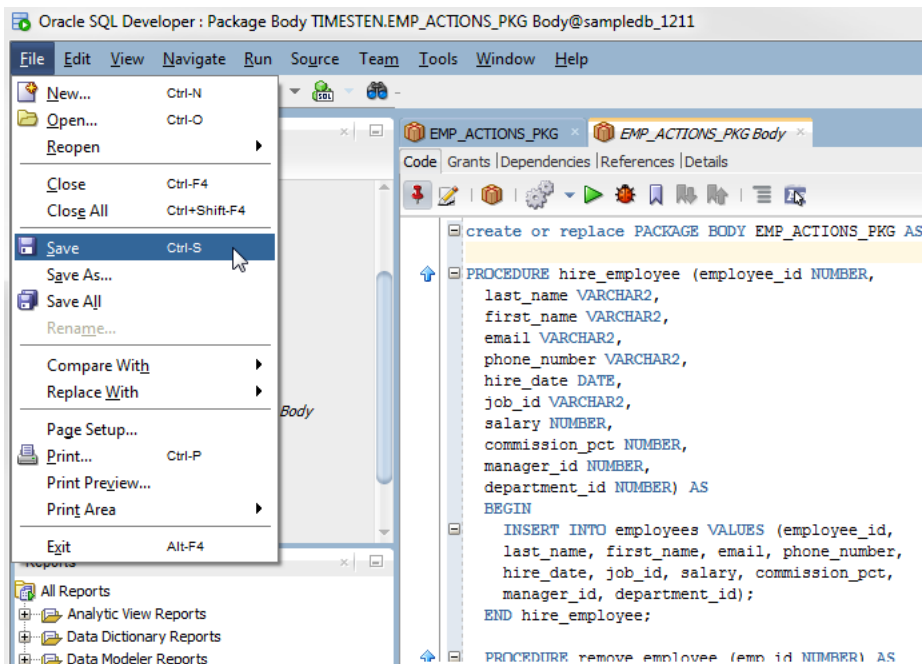 Oracle SQL Developer : Package Body TIMESTEN.EMP_ACTIONS_PKG Body@sampledb_1211
File Edit View Navigate Run Source Team Tools Window Help
New... Ctrl-N
Open... Ctrl-O
Reopen
Close Ctrl-F4
Close All Ctrl+Shift-F4
Save Ctrl-S
Save As...
Save All
Rename...
Compare With
Replace With
Page Setup...
Print... Ctrl-P
Print Preview...
Print Area
Exit Alt-F4
Body
Reports
All Reports
Analytic View Reports
Data Dictionary Reports
Data Modeler Reports
SQL
EMP_ACTIONS_PKG EMP_ACTIONS_PKG Body
Code Grants Dependencies References Details
create or replace PACKAGE BODY EMP_ACTIONS_PKG AS
PROCEDURE hire_employee (employee_id NUMBER,
last_name VARCHAR2,
first_name VARCHAR2,
email VARCHAR2,
phone_number VARCHAR2,
hire_date DATE,
job_id VARCHAR2,
salary NUMBER,
commission_pct NUMBER,
manager_id NUMBER,
department_id NUMBER) AS
BEGIN
INSERT INTO employees VALUES (employee_id,
last_name, first_name, email, phone_number,
hire_date, job_id, salary, commission_pct,
manager_id, department_id);
END hire_employee;
PROCEDURE remove_employee (emp_id NUMBER) AS